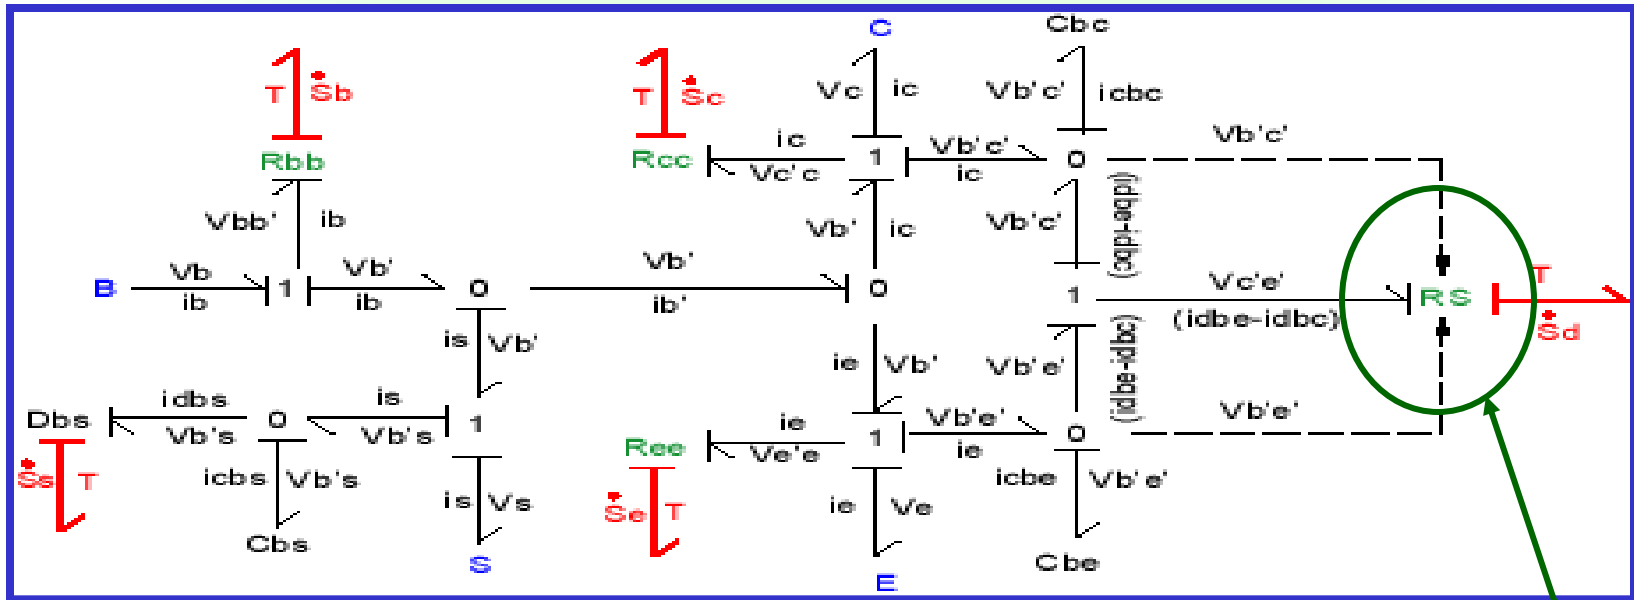 C
Cbc
T Ṡb
T Ṡc
Vc ic
Vb'c' icbc
Rbb
Rcc
ic
Vc'c
1
Vb'c'
ic
0
Vb'c'
Vbb' ib
Vb' ic
Vb'c' (idbe-idbc)
B
Vb
ib
1
Vb'
ib
0
Vb'
ib'
0
1
Vc'e'
(idbe-idbc)
RS
T
Ṡd
is Vb'
ie Vb'
Vb'e' (idbe-idbc)
Dbs
idbs
Vb's
0
is
Vb's
1
Ree
ie
Ve'e
1
Vb'e'
ie
0
Vb'e'
Ṡs T
icbs Vb's
is Vs
Ṡe T
ie Ve
icbe Vb'e'
Cbs
S
E
Cbe